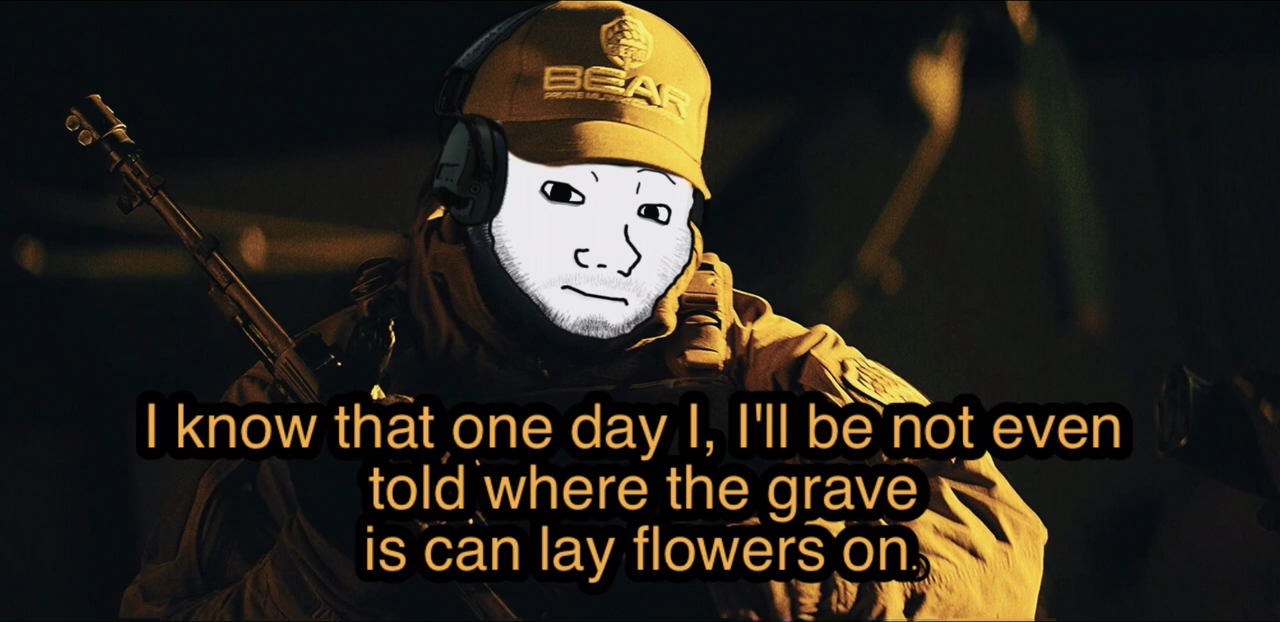 BEAR
I know that one day I, I'll be not even
told where the grave
is can lay flowers on.